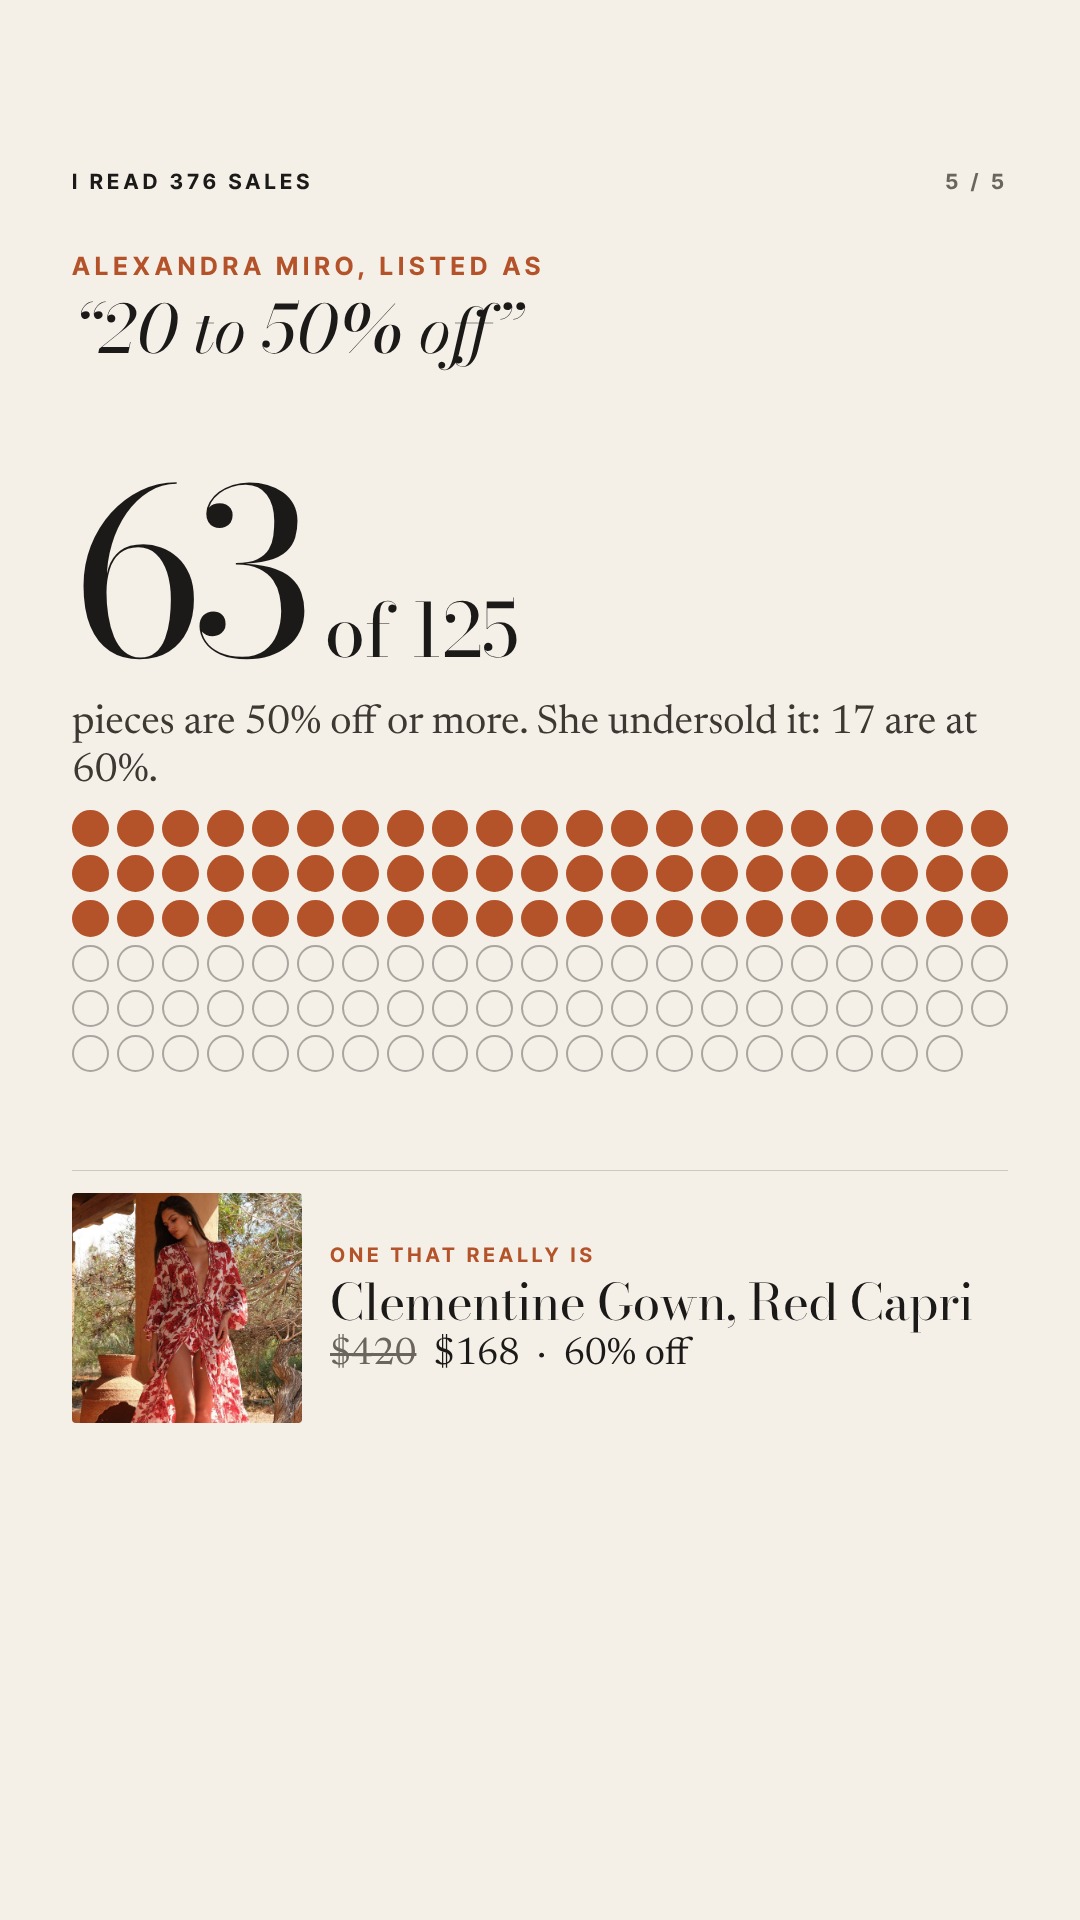 I READ 376 SALES
5 / 5
ALEXANDRA MIRO, LISTED AS
“20 to 50% off”
63 of 125
pieces are 50% off or more. She undersold it: 17 are at
60%.
ONE THAT REALLY IS
Clementine Gown, Red Capri
$420 $168 · 60% off